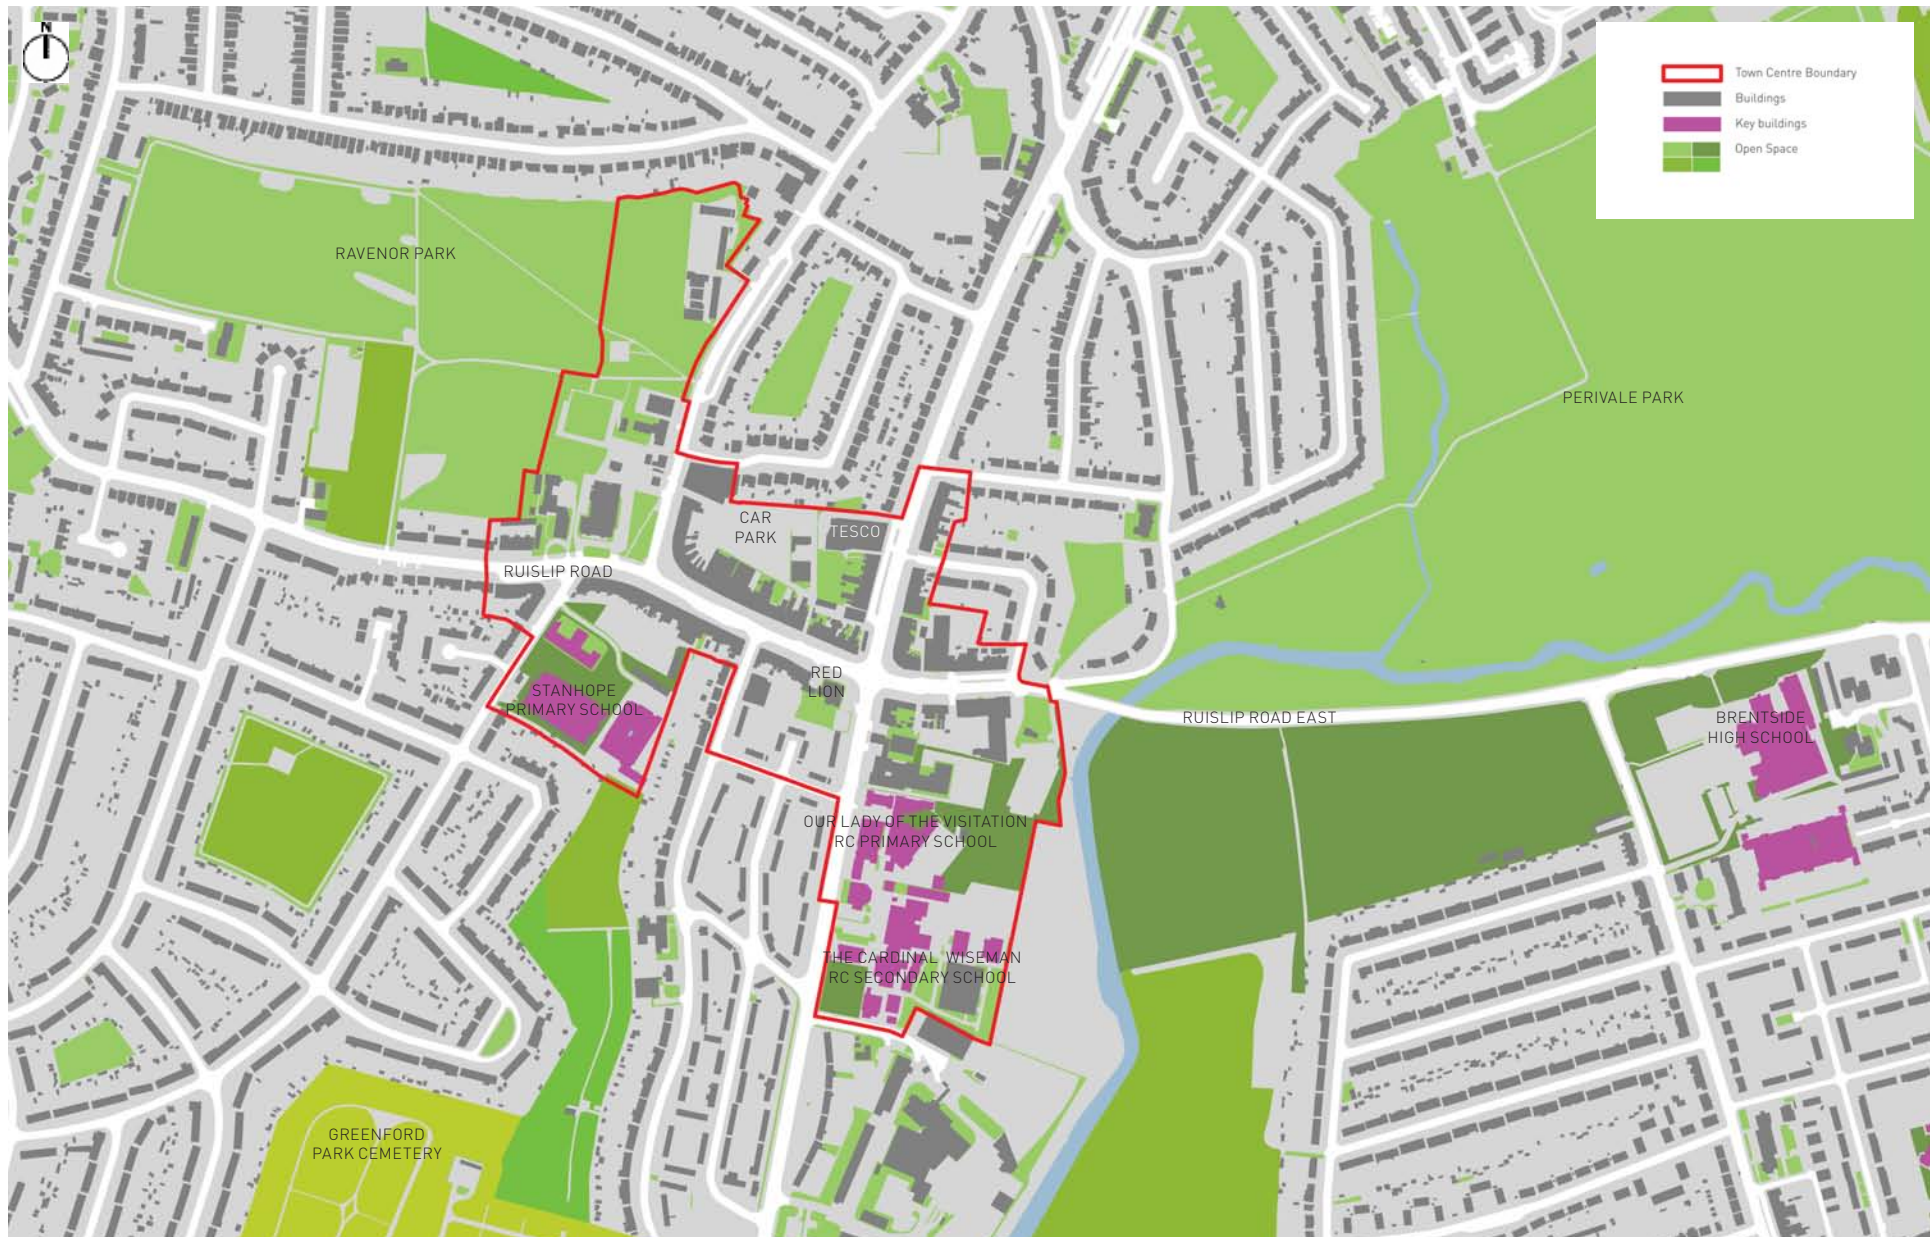 N
Town Centre Boundary
Buildings
Key buildings
Open Space
RAVENOR PARK
PERIVALE PARK
CAR
PARK
TESCO
RUISLIP ROAD
RED
LION
STANHOPE
PRIMARY SCHOOL
RUISLIP ROAD EAST
BRENTSIDE
HIGH SCHOOL
OUR LADY OF THE VISITATION
RC PRIMARY SCHOOL
THE CARDINAL WISEMAN
RC SECONDARY SCHOOL
GREENFORD
PARK CEMETERY